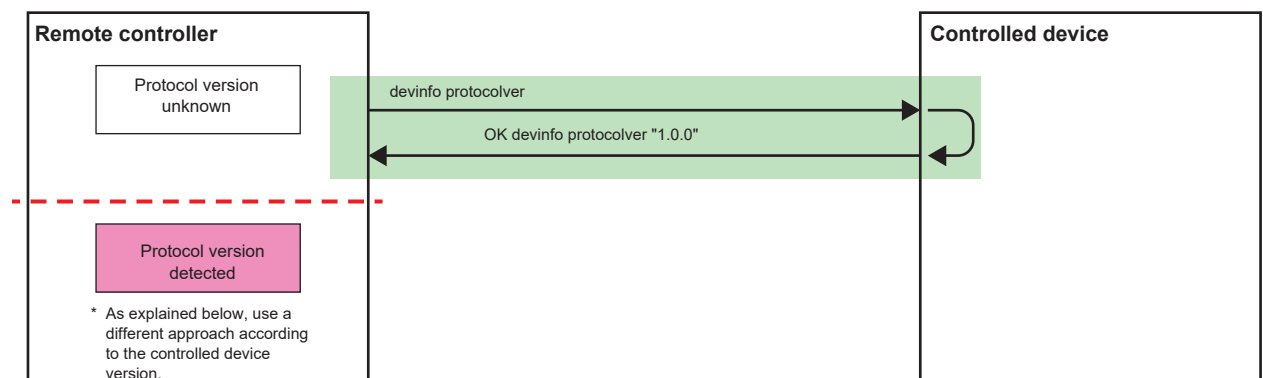 Remote controller
Controlled device
Protocol version
unknown
devinfo protocolver
OK devinfo protocolver "1.0.0"
Protocol version
detected
* As explained below, use a
different approach according
to the controlled device
version.